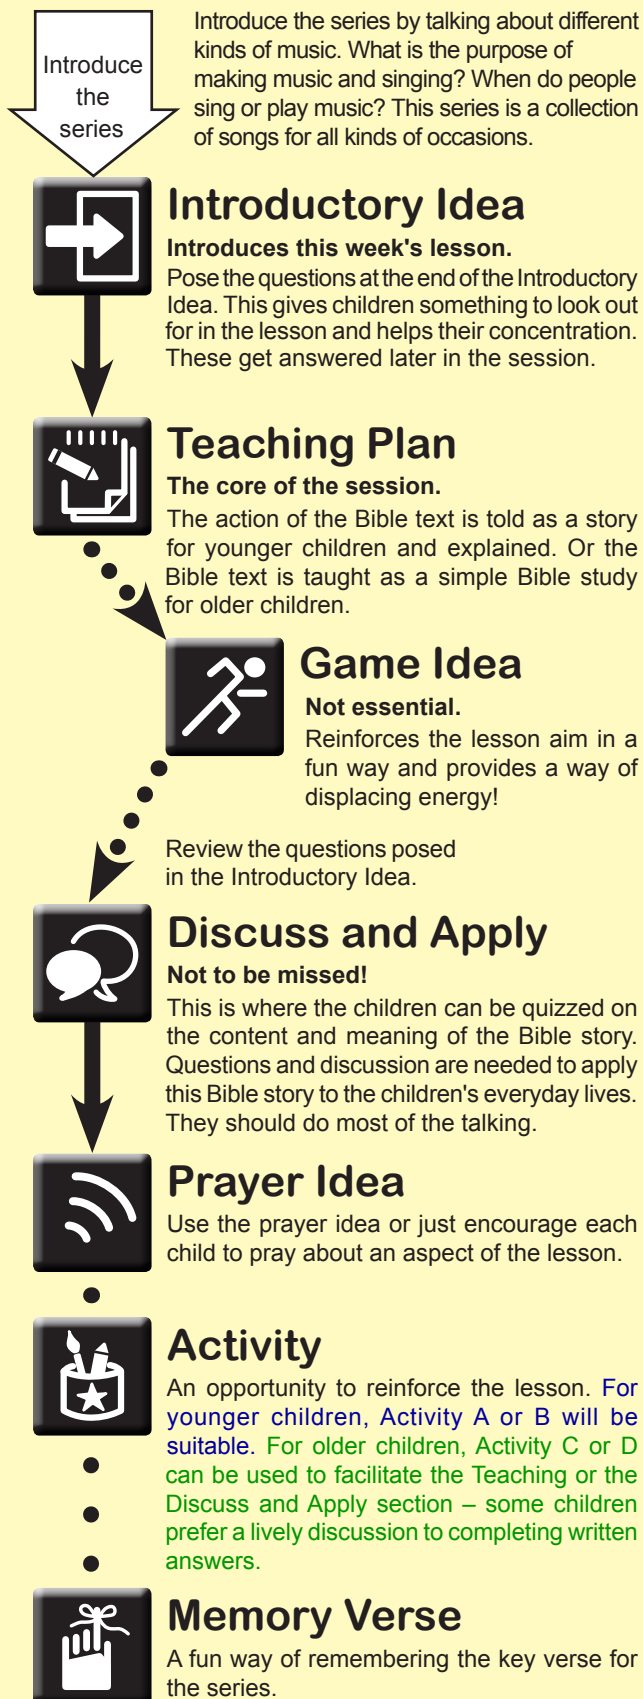 Introduce
the
series
Introduce the series by talking about different
kinds of music. What is the purpose of
making music and singing? When do people
sing or play music? This series is a collection
of songs for all kinds of occasions.
Introductory Idea
Introduces this week's lesson.
Pose the questions at the end of the Introductory
Idea. This gives children something to look out
for in the lesson and helps their concentration.
These get answered later in the session.
Teaching Plan
The core of the session.
The action of the Bible text is told as a story
for younger children and explained. Or the
Bible text is taught as a simple Bible study
for older children.
Game Idea
Not essential.
Reinforces the lesson aim in a
fun way and provides a way of
displacing energy!
Review the questions posed
in the Introductory Idea.
Discuss and Apply
Not to be missed!
This is where the children can be quizzed on
the content and meaning of the Bible story.
Questions and discussion are needed to apply
this Bible story to the children's everyday lives.
They should do most of the talking.
Prayer Idea
Use the prayer idea or just encourage each
child to pray about an aspect of the lesson.
Activity
An opportunity to reinforce the lesson. For
younger children, Activity A or B will be
suitable. For older children, Activity C or D
can be used to facilitate the Teaching or the
Discuss and Apply section – some children
prefer a lively discussion to completing written
answers.
Memory Verse
A fun way of remembering the key verse for
the series.